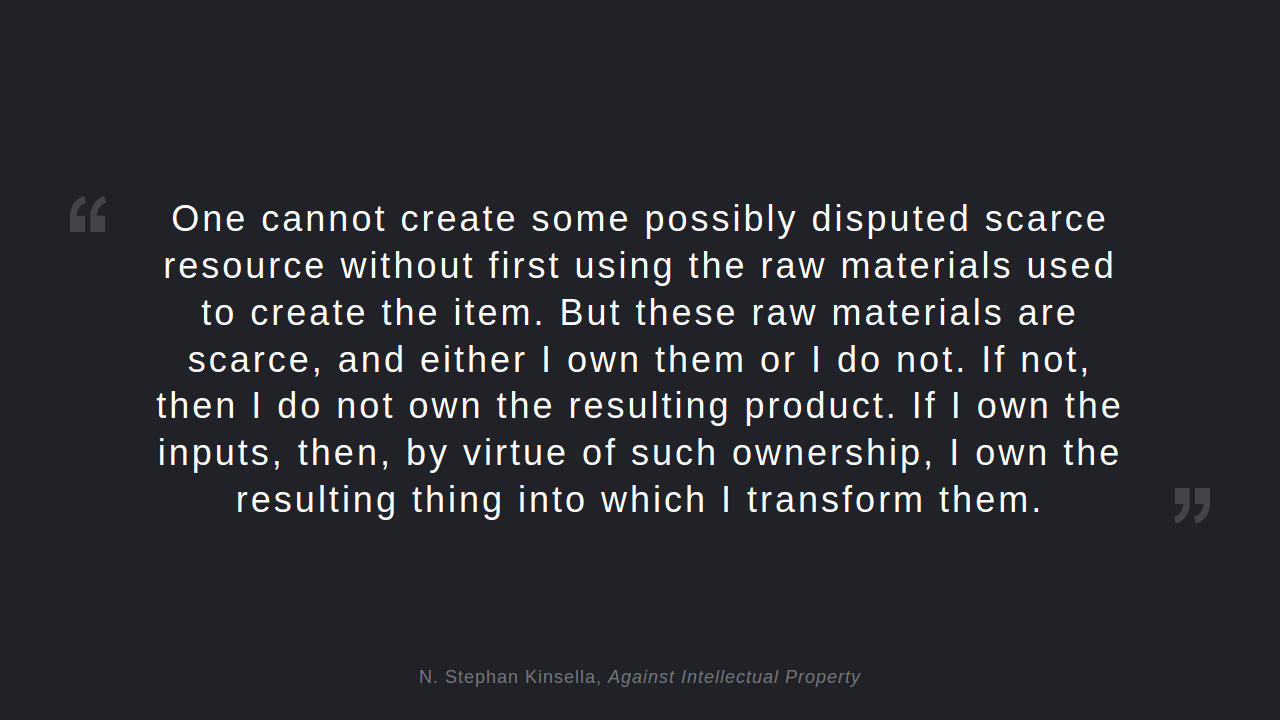 “One cannot create some possibly disputed scarce
resource without first using the raw materials used
to create the item. But these raw materials are
scarce, and either I own them or I do not. If not,
then I do not own the resulting product. If I own the
inputs, then, by virtue of such ownership, I own the
resulting thing into which I transform them.”
N. Stephan Kinsella, Against Intellectual Property